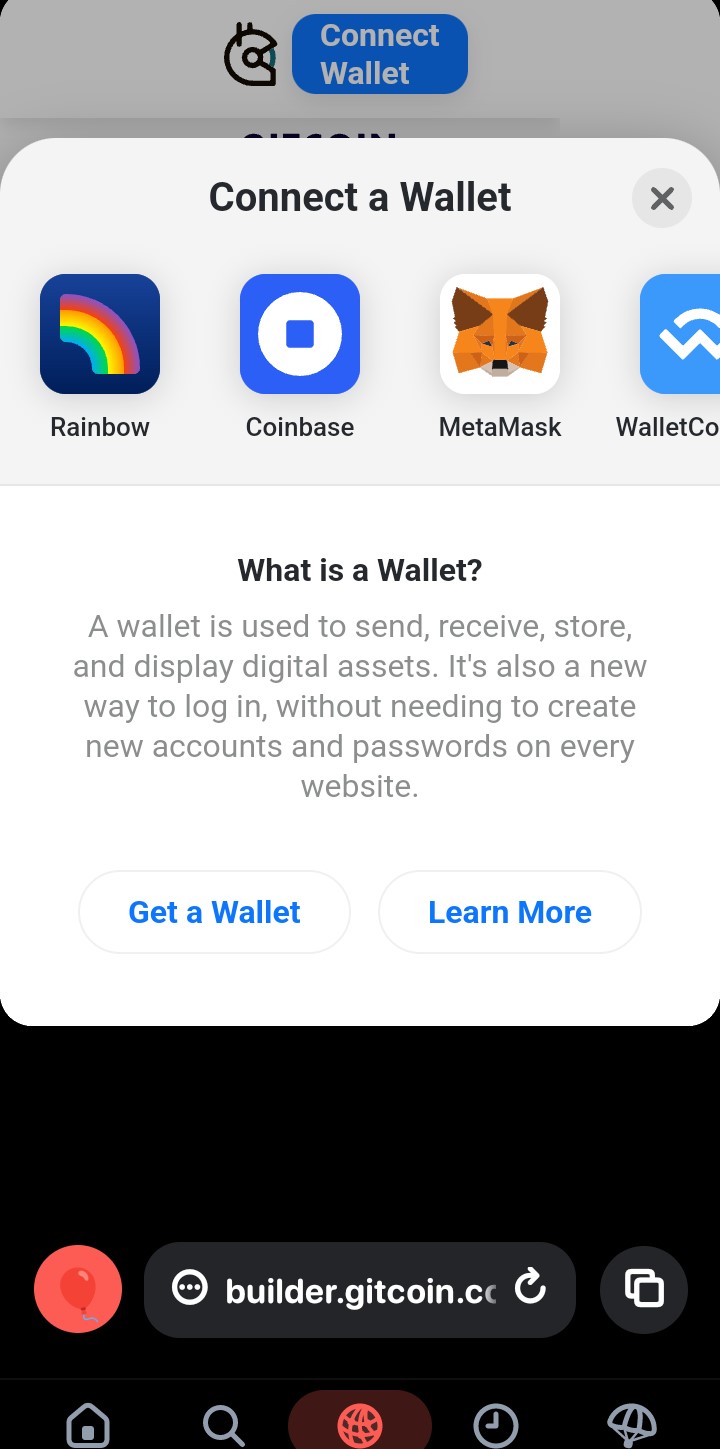 Connect
Wallet
Connect a Wallet
Rainbow
Coinbase
MetaMask
WalletCo
What is a Wallet?
A wallet is used to send, receive, store,
and display digital assets. It's also a new
way to log in, without needing to create
new accounts and passwords on every
website.
Get a Wallet
Learn More
builder.gitcoin.cc